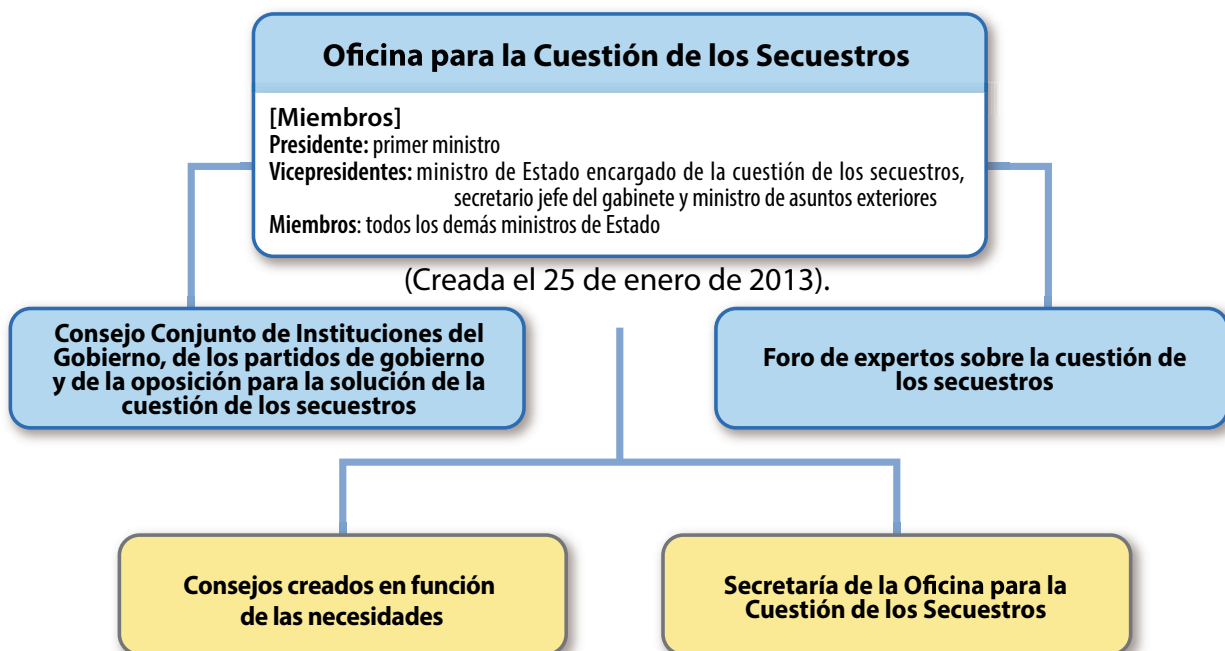 Oficina para la Cuestión de los Secuestros
[Miembros]
Presidente: primer ministro
Vicepresidentes: ministro de Estado encargado de la cuestión de los secuestros,
secretario jefe del gabinete y ministro de asuntos exteriores
Miembros: todos los demás ministros de Estado
(Creada el 25 de enero de 2013).
Consejo Conjunto de Instituciones del
Gobierno, de los partidos de gobierno
y de la oposición para la solución de la
cuestión de los secuestros
Foro de expertos sobre la cuestión de
los secuestros
Consejos creados en función
de las necesidades
Secretaría de la Oficina para la
Cuestión de los Secuestros